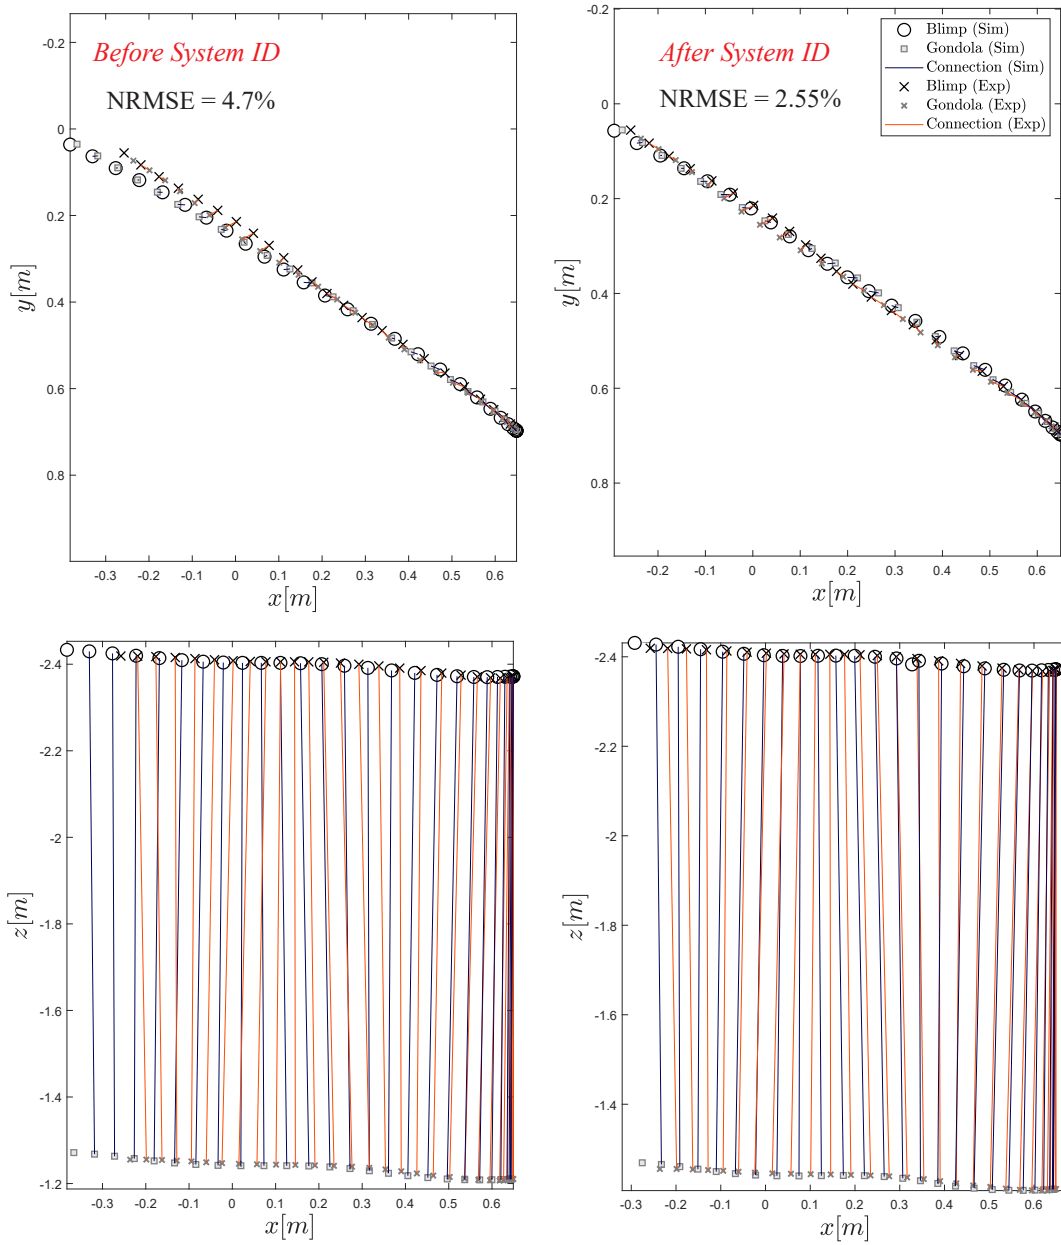 Before System ID
NRMSE = 4.7%
-0.2
0
0.2
0.4
0.6
0.8
y[m]
-0.3 -0.2 -0.1 0 0.1 0.2 0.3 0.4 0.5 0.6
x[m]
After System ID
NRMSE = 2.55%
Blimp (Sim)
Gondola (Sim)
Connection (Sim)
Blimp (Exp)
Gondola (Exp)
Connection (Exp)
-0.2
0
0.2
0.4
0.6
0.8
y[m]
-0.2 -0.1 0 0.1 0.2 0.3 0.4 0.5 0.6
x[m]
-2.4
-2.2
-2
-1.8
-1.6
-1.4
-1.2
z[m]
-0.3 -0.2 -0.1 0 0.1 0.2 0.3 0.4 0.5 0.6
x[m]
-2.4
-2.2
-2
-1.8
-1.6
-1.4
z[m]
-0.3 -0.2 -0.1 0 0.1 0.2 0.3 0.4 0.5 0.6
x[m]